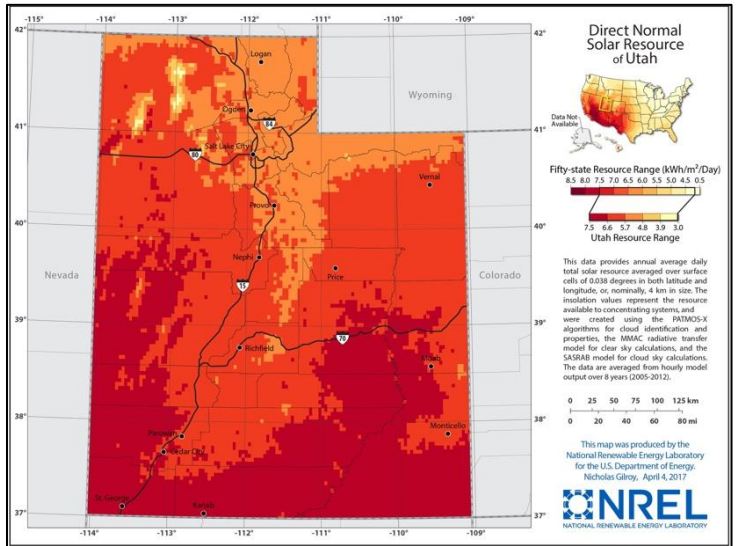 -115° -114° -113° -112° -111° -110° -109°
42° 42°
Logan
Wyoming
Ogden
84
41° 41°
Salt Lake City
80
Vernal
Provo
40° 40°
Nephi
Nevada
Price
Colorado
15
39° 39°
70
Richfield
Moab
38° 38°
Parowan
Monticello
Cedar City
St. George
Kanab
37° 37°
-114° -113° -112° -111° -110° -109°
Direct Normal
Solar Resource
of Utah
Data Not
Available
Fifty-state Resource Range (kWh/m²/Day)
8.5 8.0 7.5 7.0 6.5 6.0 5.5 5.0 4.5 0.5
7.5 6.6 5.7 4.8 3.9 3.0
Utah Resource Range
This data provides annual average daily
total solar resource averaged over surface
cells of 0.038 degrees in both latitude and
longitude, or, nominally, 4 km in size. The
insolation values represent the resource
available to concentrating systems, and
were created using the PATMOS-X
algorithms for cloud identification and
properties, the MMAC radiative transfer
model for clear sky calculations, and the
SASRAB model for cloud sky calculations.
The data are averaged from hourly model
output over 8 years (2005-2012).
0 25 50 75 100 125 km
0 20 40 60 80 mi
This map was produced by the
National Renewable Energy Laboratory
for the U.S. Department of Energy.
Nicholas Gilroy, April 4, 2017
NREL
NATIONAL RENEWABLE ENERGY LABORATORY